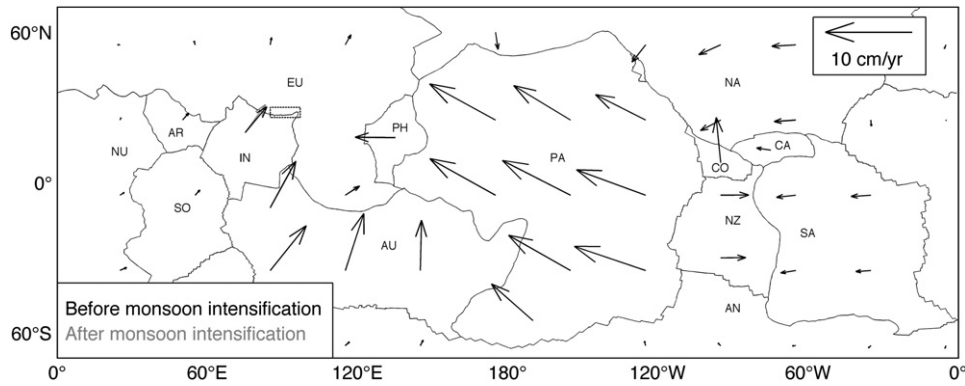 60°N
0°
60°S
EU
NU
AR
SO
IN
PH
AU
PA
NA
CO
CA
NZ
SA
AN
10 cm/yr
Before monsoon intensification
After monsoon intensification
0°
60°E
120°E
180°
120°W
60°W
0°